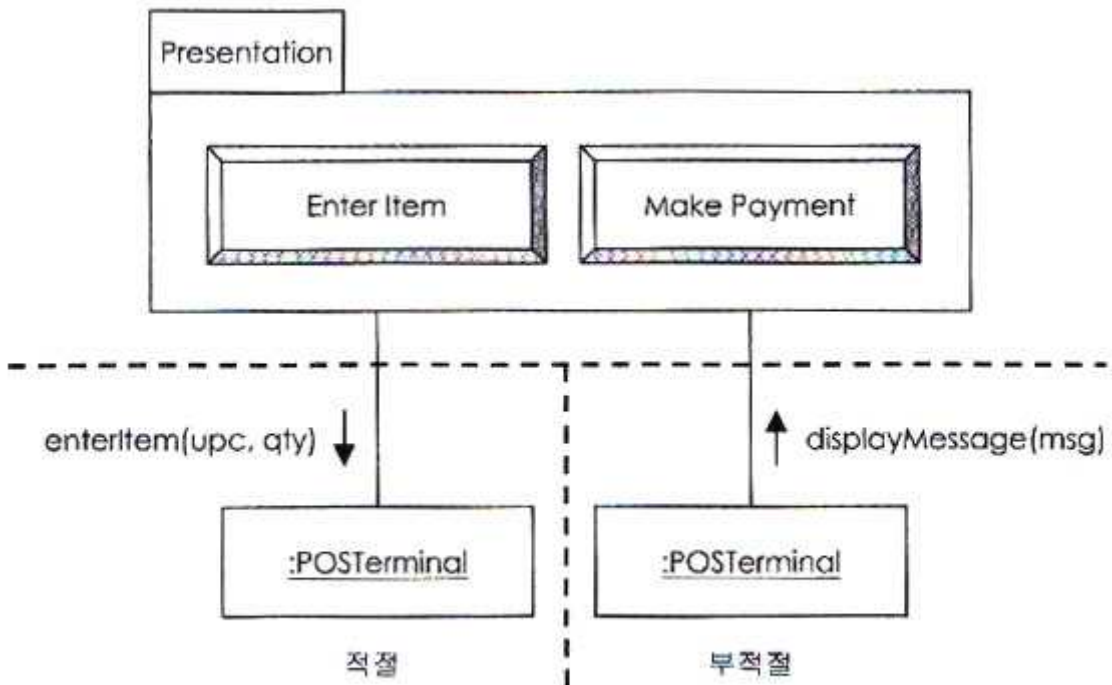 Presentation
Enter Item
Make Payment
enterItem(upc, qty)
displayMessage(msg)
:POSTerminal
:POSTerminal
적절
부적절